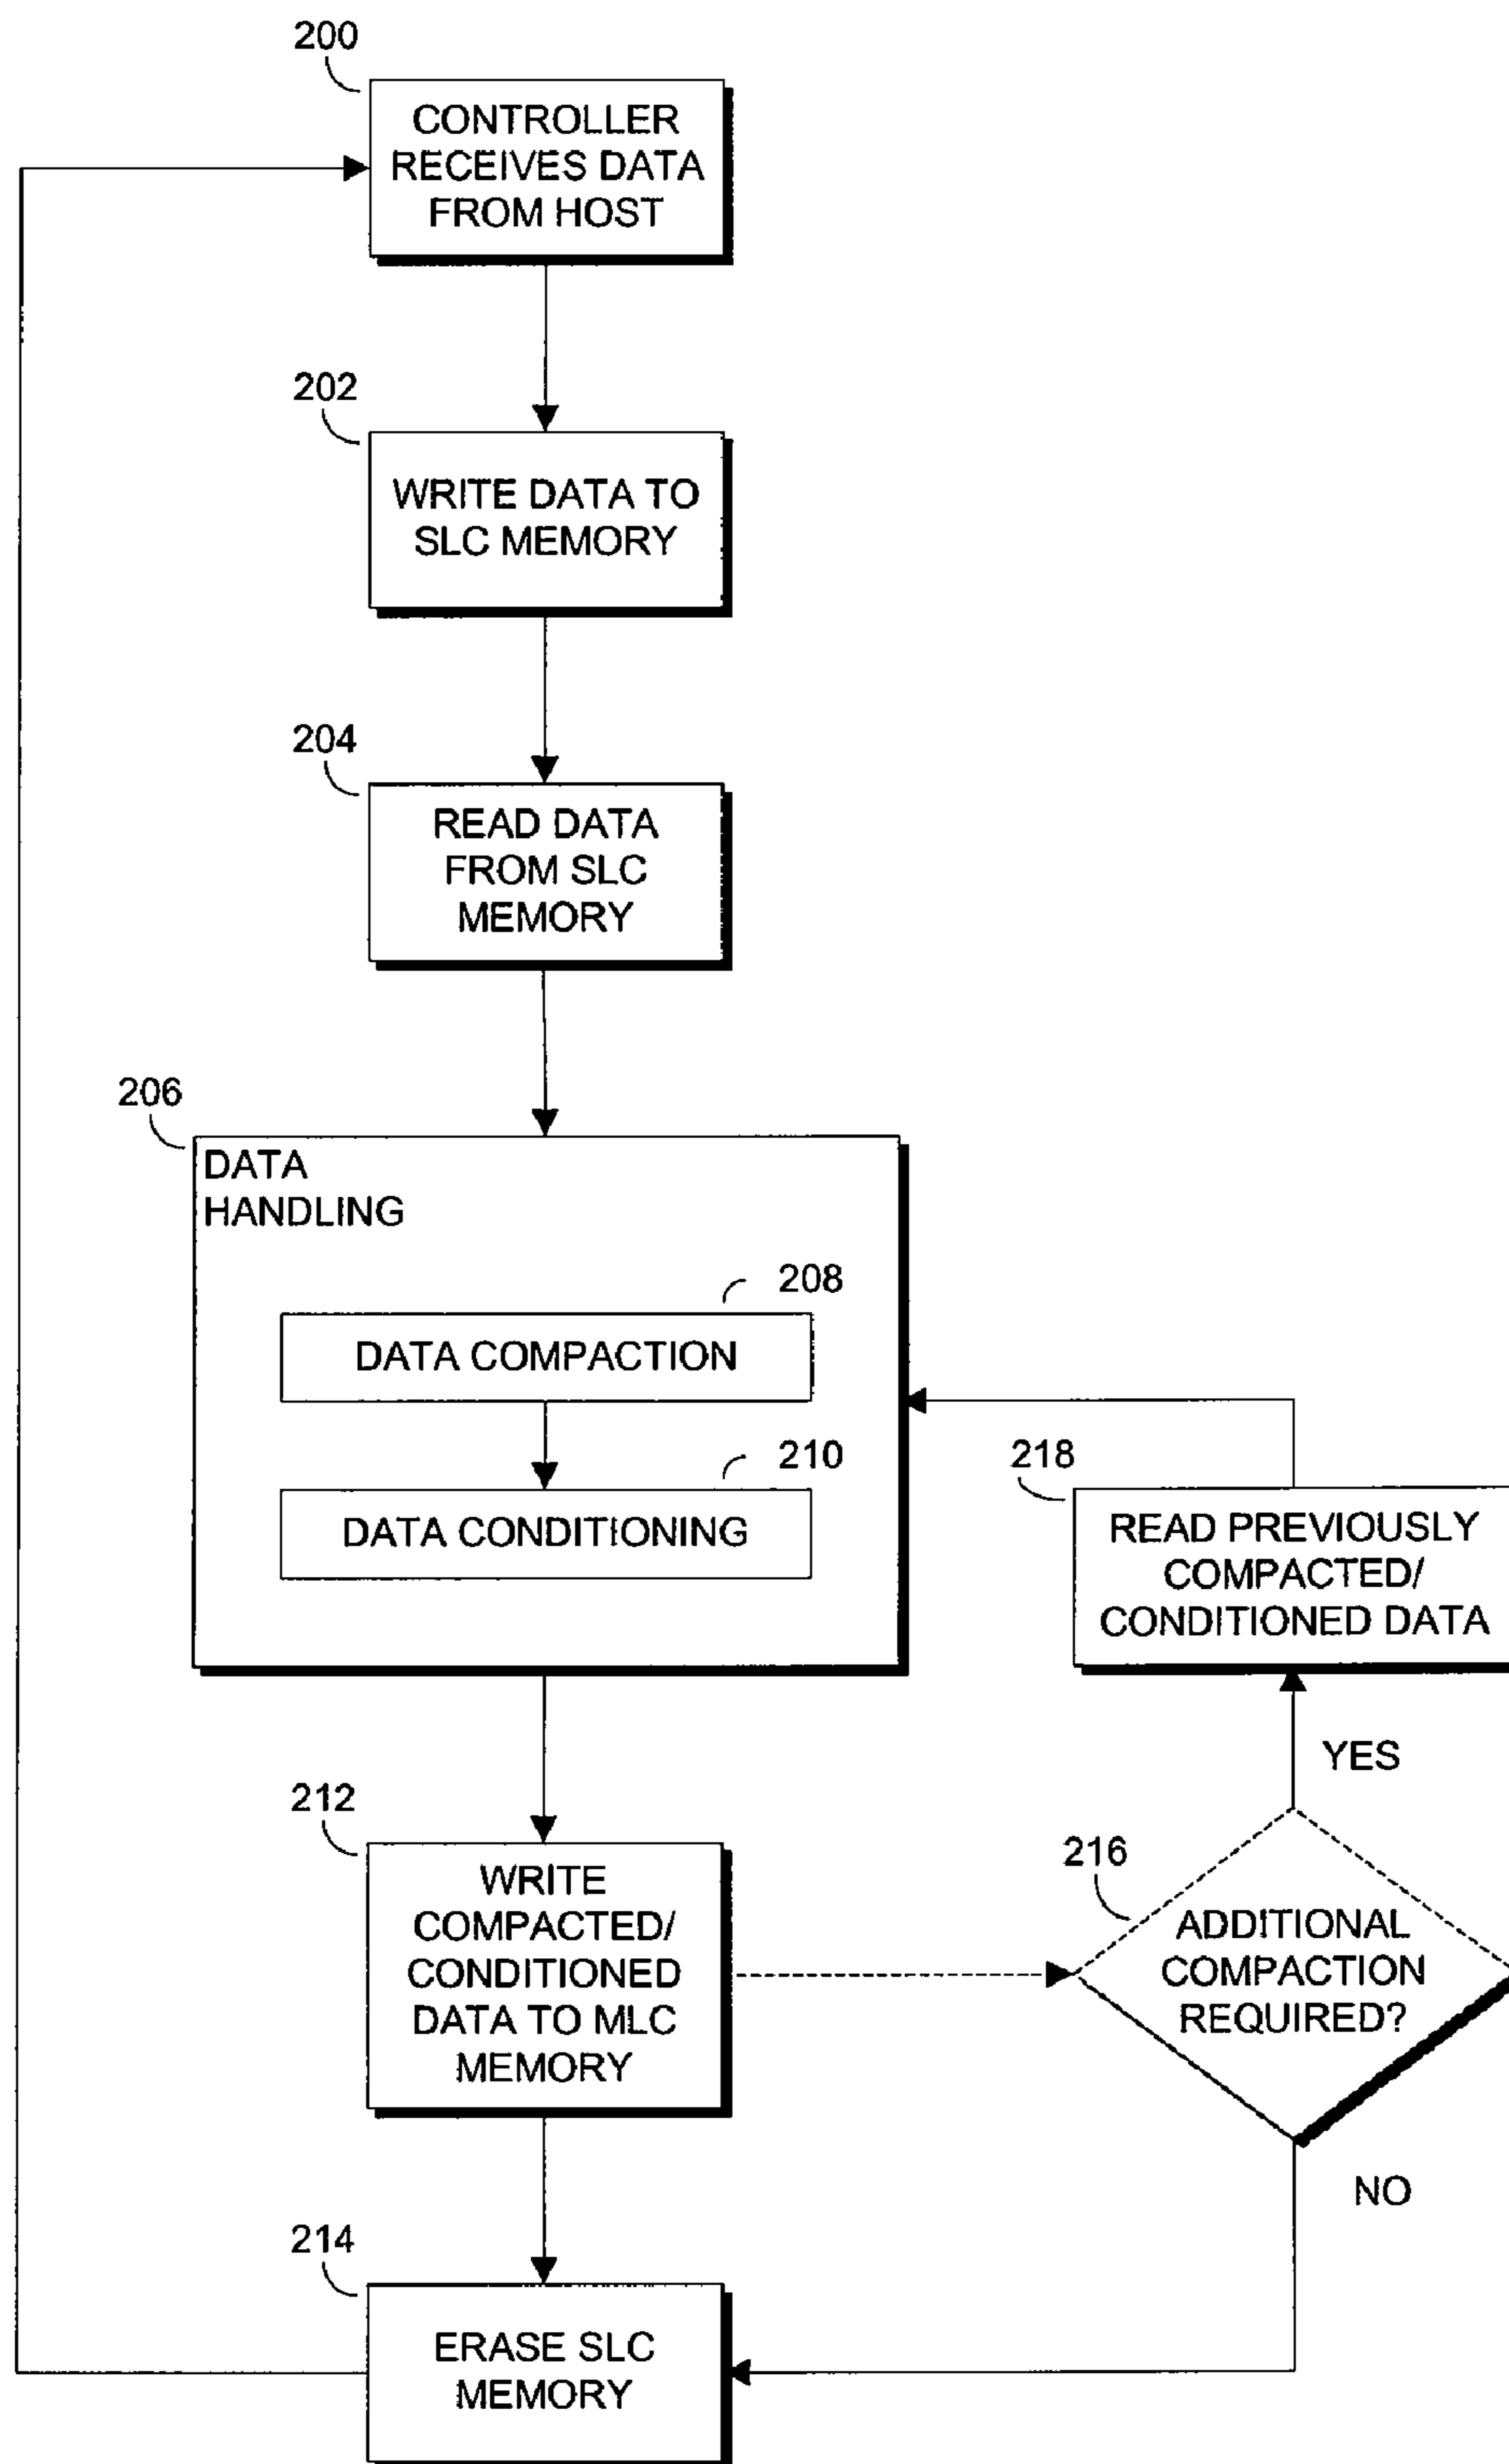 200
CONTROLLER
RECEIVES DATA
FROM HOST
202
WRITE DATA TO
SLC MEMORY
204
READ DATA
FROM SLC
MEMORY
206
DATA
HANDLING
208
DATA COMPACTION
210
DATA CONDITIONING
218
READ PREVIOUSLY
COMPACTED/
CONDITIONED DATA
YES
212
WRITE
COMPACTED/
CONDITIONED
DATA TO MLC
MEMORY
216
ADDITIONAL
COMPACTION
REQUIRED?
NO
214
ERASE SLC
MEMORY